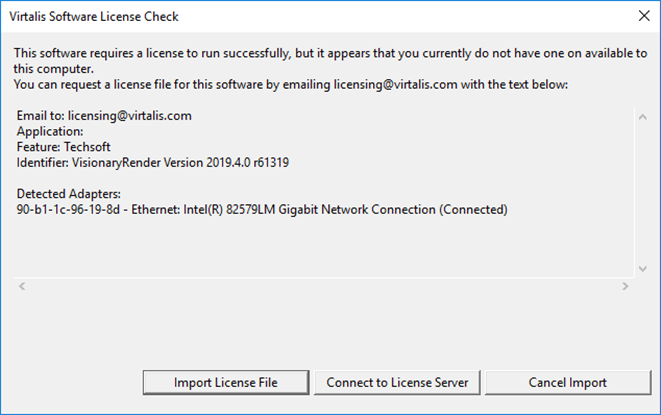 Virtalis Software License Check
This software requires a license to run successfully, but it appears that you currently do not have one on available to
this computer.
You can request a license file for this software by emailing licensing@virtalis.com with the text below:
Email to: licensing@virtalis.com
Application:
Feature: Techsoft
Identifier: VisionaryRender Version 2019.4.0 r61319
Detected Adapters:
90-b1-1c-96-19-8d - Ethernet: Intel(R) 82579LM Gigabit Network Connection (Connected)
Import License File
Connect to License Server
Cancel Import